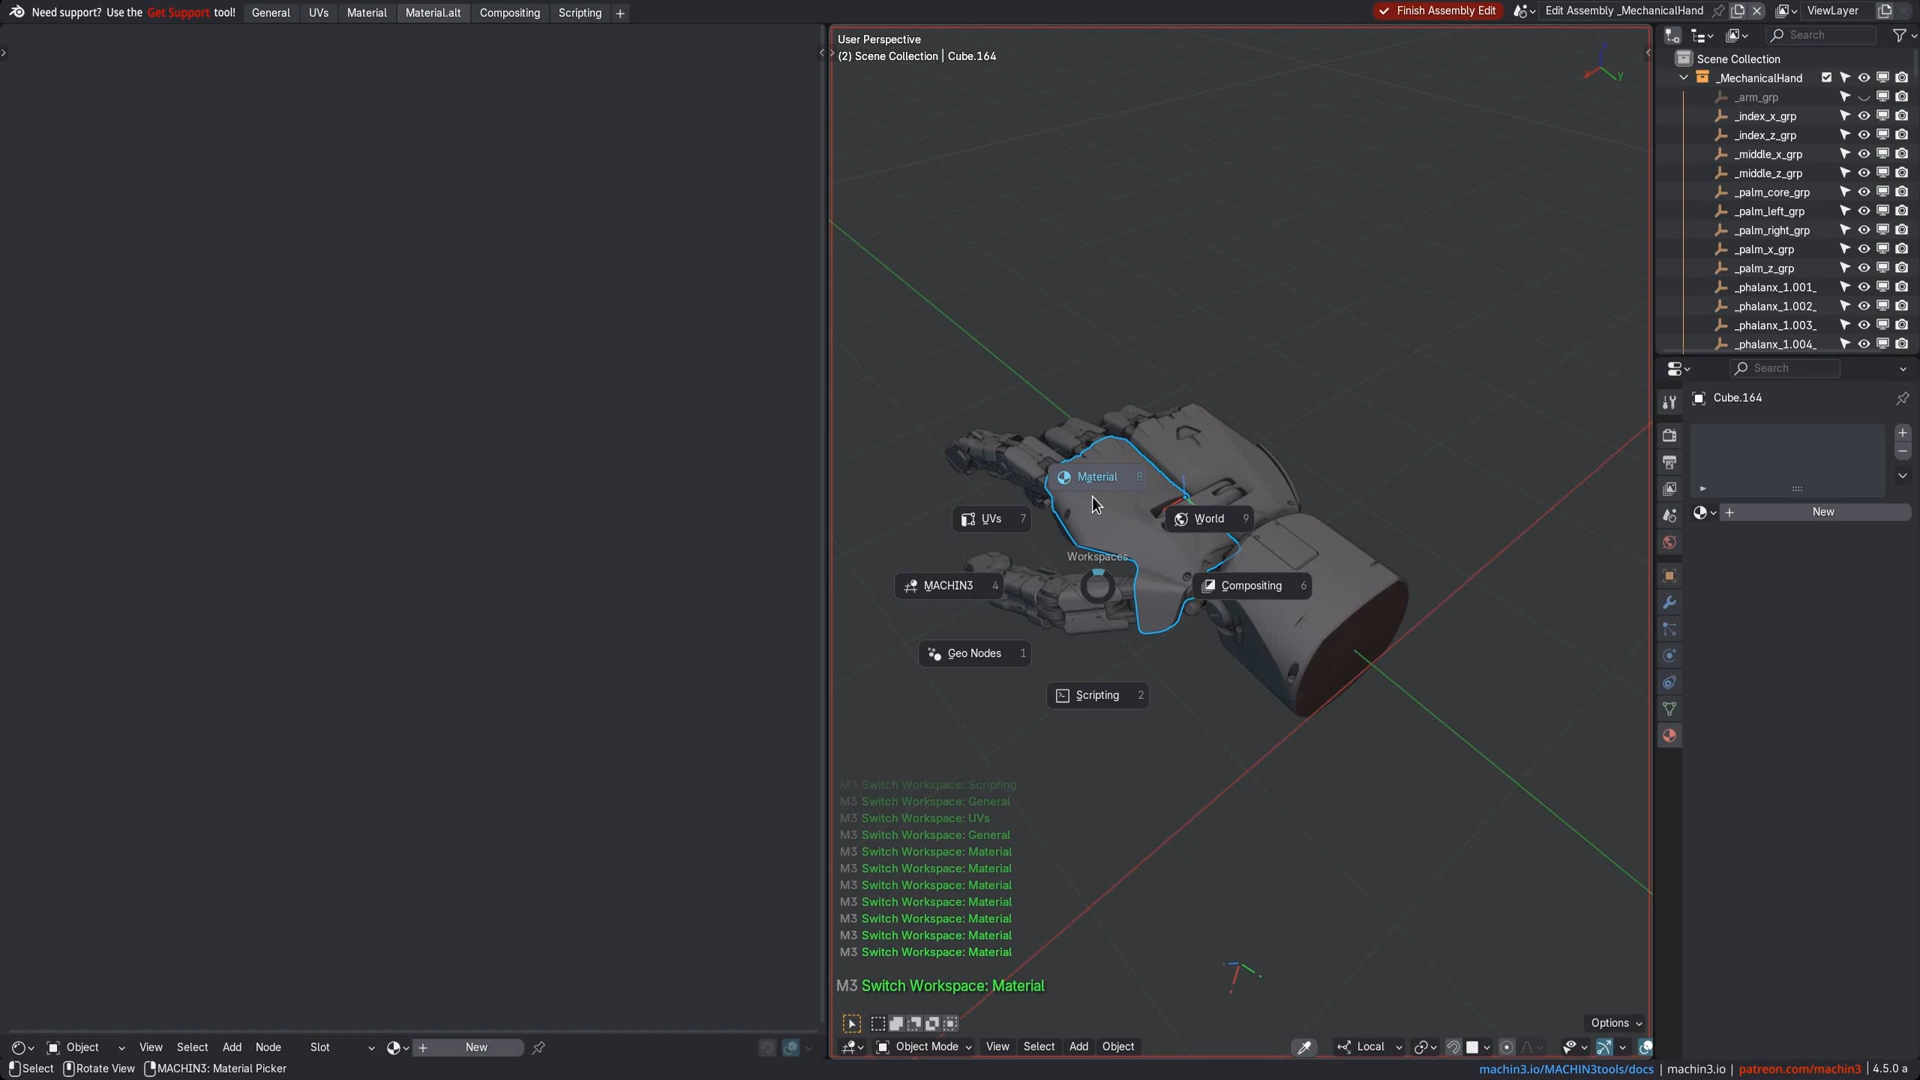 Need support? Use the Get Support tool!
General
UVs
Material
Material.alt
Compositing
Scripting
+
Finish Assembly Edit
Edit Assembly _MechanicalHand
ViewLayer
User Perspective
(2) Scene Collection | Cube.164
y
Search
Scene Collection
_MechanicalHand
_arm_grp
_index_x_grp
_index_z_grp
_middle_x_grp
_middle_z_grp
_palm_core_grp
_palm_left_grp
_palm_right_grp
_palm_x_grp
_palm_z_grp
_phalanx_1.001_
_phalanx_1.002_
_phalanx_1.003_
_phalanx_1.004_
Search
Cube.164
New
Material 8
UVs 7
World 9
Workspaces
MACHIN3 4
Compositing 6
Geo Nodes 1
Scripting 2
M3 Switch Workspace: Scripting
M3 Switch Workspace: General
M3 Switch Workspace: UVs
M3 Switch Workspace: General
M3 Switch Workspace: Material
M3 Switch Workspace: Material
M3 Switch Workspace: Material
M3 Switch Workspace: Material
M3 Switch Workspace: Material
M3 Switch Workspace: Material
M3 Switch Workspace: Material
M3 Switch Workspace: Material
Options
Object
View
Select
Add
Node
Slot
New
Object Mode
View
Select
Add
Object
Local
Select
Rotate View
MACHIN3: Material Picker
machin3.io/MACHIN3tools/docs | machin3.io | patreon.com/machin3 | 4.5.0 a